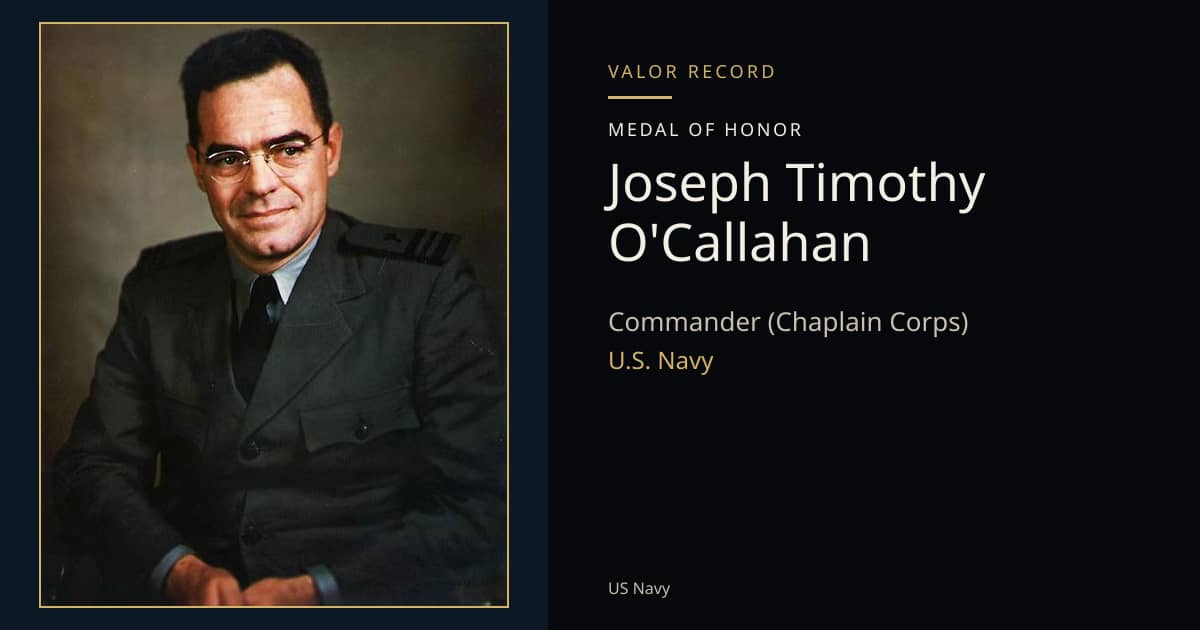 VALOR RECORD
MEDAL OF HONOR
Joseph Timothy
O'Callahan
Commander (Chaplain Corps)
U.S. Navy
US Navy